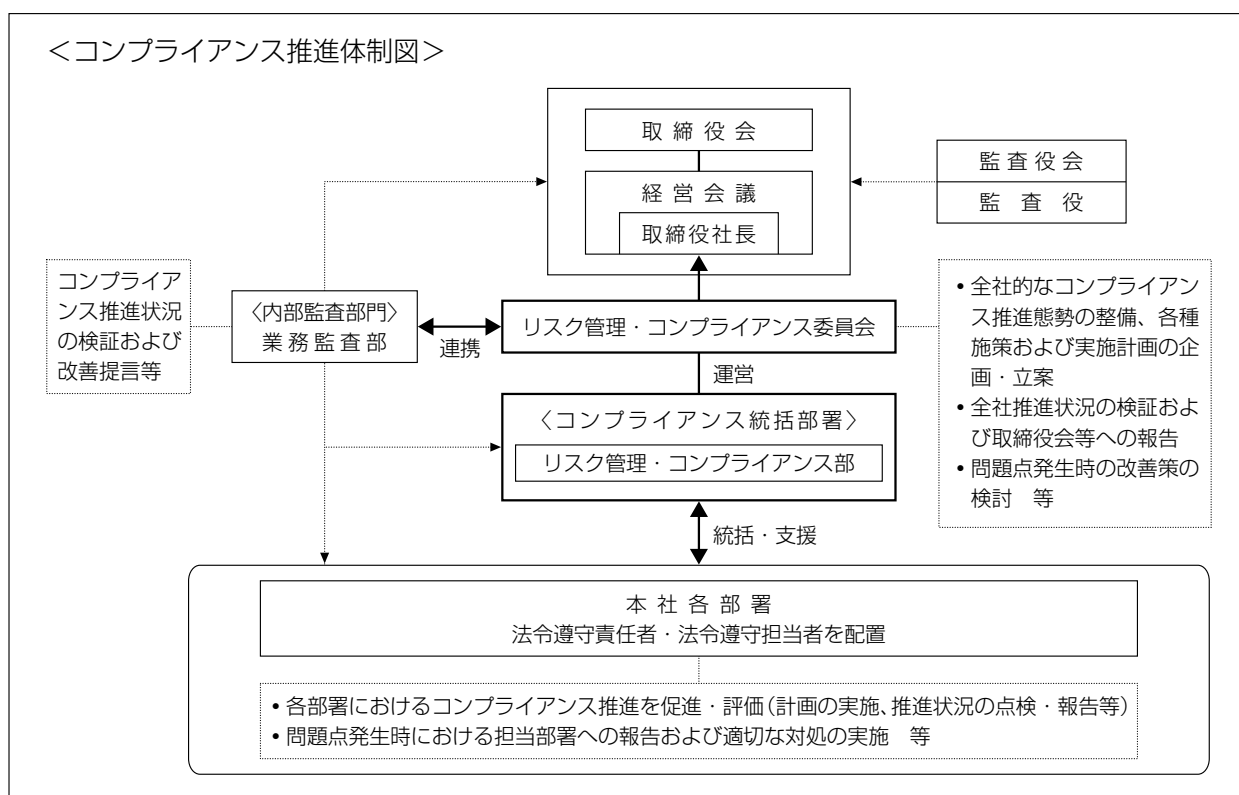 ＜コンプライアンス推進体制図＞
取締役会
経営会議
取締役社長
監査役会
監査役
コンプライア
ンス推進状況
の検証および
改善提言等
〈内部監査部門〉
業務監査部
連携
リスク管理・コンプライアンス委員会
運営
〈コンプライアンス統括部署〉
リスク管理・コンプライアンス部
• 全社的なコンプライアン
ス推進態勢の整備、各種
施策および実施計画の企
画・立案
• 全社推進状況の検証およ
び取締役会等への報告
• 問題点発生時の改善策の
検討　等
統括・支援
本社各部署
法令遵守責任者・法令遵守担当者を配置
• 各部署におけるコンプライアンス推進を促進・評価（計画の実施、推進状況の点検・報告等）
• 問題点発生時における担当部署への報告および適切な対処の実施　等